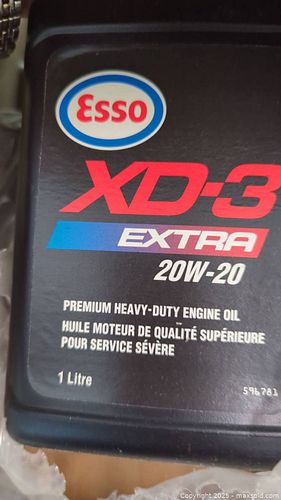 Esso
XD-3
EXTRA
20W-20
PREMIUM HEAVY-DUTY ENGINE OIL
HUILE MOTEUR DE QUALITÉ SUPÉRIEURE
POUR SERVICE SÉVÈRE
1 Litre
596781
Copyright 2025 - maxsold.com